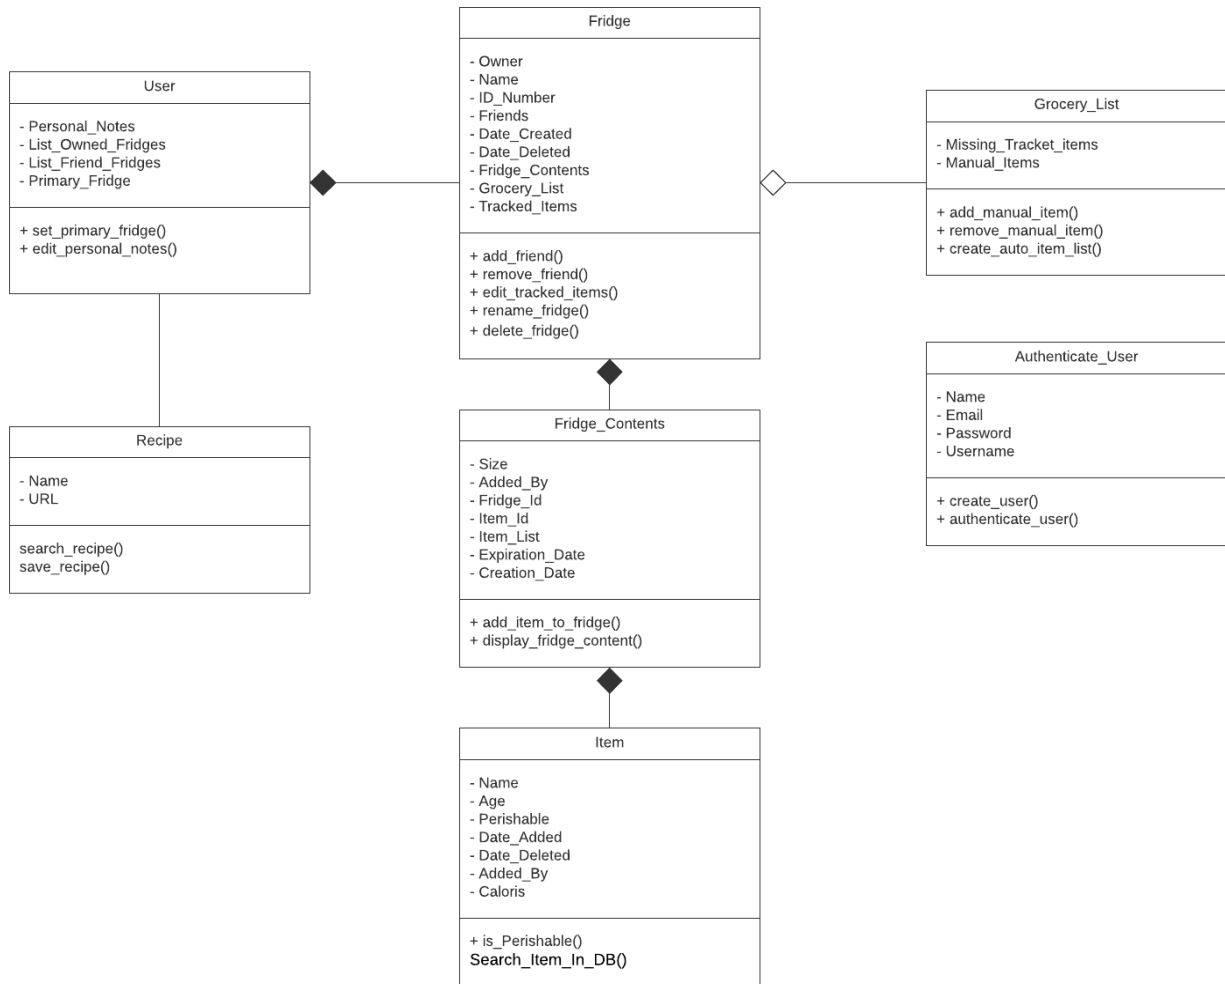 User
- Personal_Notes
- List_Owned_Fridges
- List_Friend_Fridges
- Primary_Fridge
+ set_primary_fridge()
+ edit_personal_notes()
Recipe
- Name
- URL
search_recipe()
save_recipe()
Fridge
- Owner
- Name
- ID_Number
- Friends
- Date_Created
- Date_Deleted
- Fridge_Contents
- Grocery_List
- Tracked_Items
+ add_friend()
+ remove_friend()
+ edit_tracked_items()
+ rename_fridge()
+ delete_fridge()
Fridge_Contents
- Size
- Added_By
- Fridge_Id
- Item_Id
- Item_List
- Expiration_Date
- Creation_Date
+ add_item_to_fridge()
+ display_fridge_content()
Item
- Name
- Age
- Perishable
- Date_Added
- Date_Deleted
- Added_By
- Caloris
+ is_Perishable()
Search_Item_In_DB()
Grocery_List
- Missing_Tracket_items
- Manual_Items
+ add_manual_item()
+ remove_manual_item()
+ create_auto_item_list()
Authenticate_User
- Name
- Email
- Password
- Username
+ create_user()
+ authenticate_user()